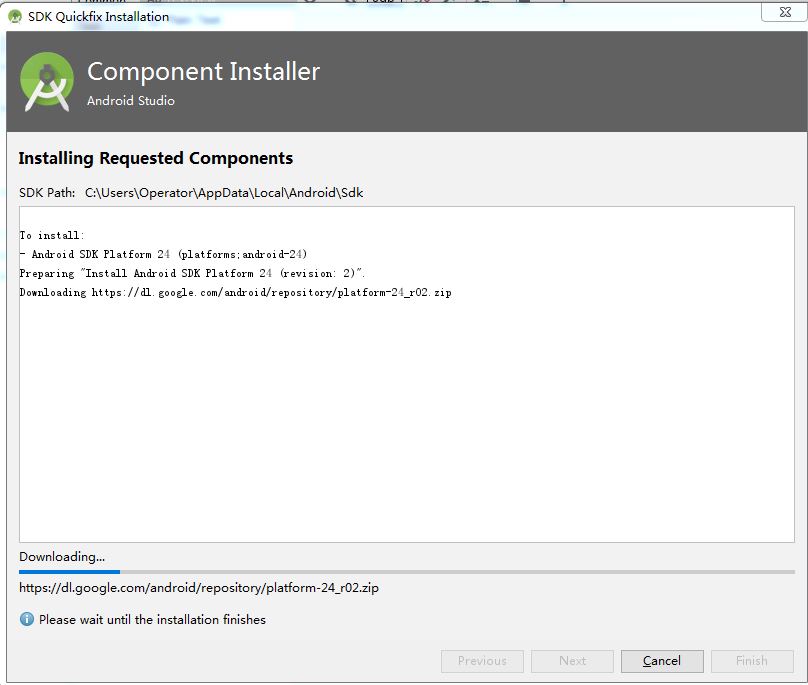 SDK Quickfix Installation
Component Installer
Android Studio
Installing Requested Components
SDK Path: C:\Users\Operator\AppData\Local\Android\Sdk
To install:
- Android SDK Platform 24 (platforms;android-24)
Preparing "Install Android SDK Platform 24 (revision: 2)".
Downloading https://dl.google.com/android/repository/platform-24_r02.zip
Downloading...
https://dl.google.com/android/repository/platform-24_r02.zip
Please wait until the installation finishes
Previous Next Cancel Finish